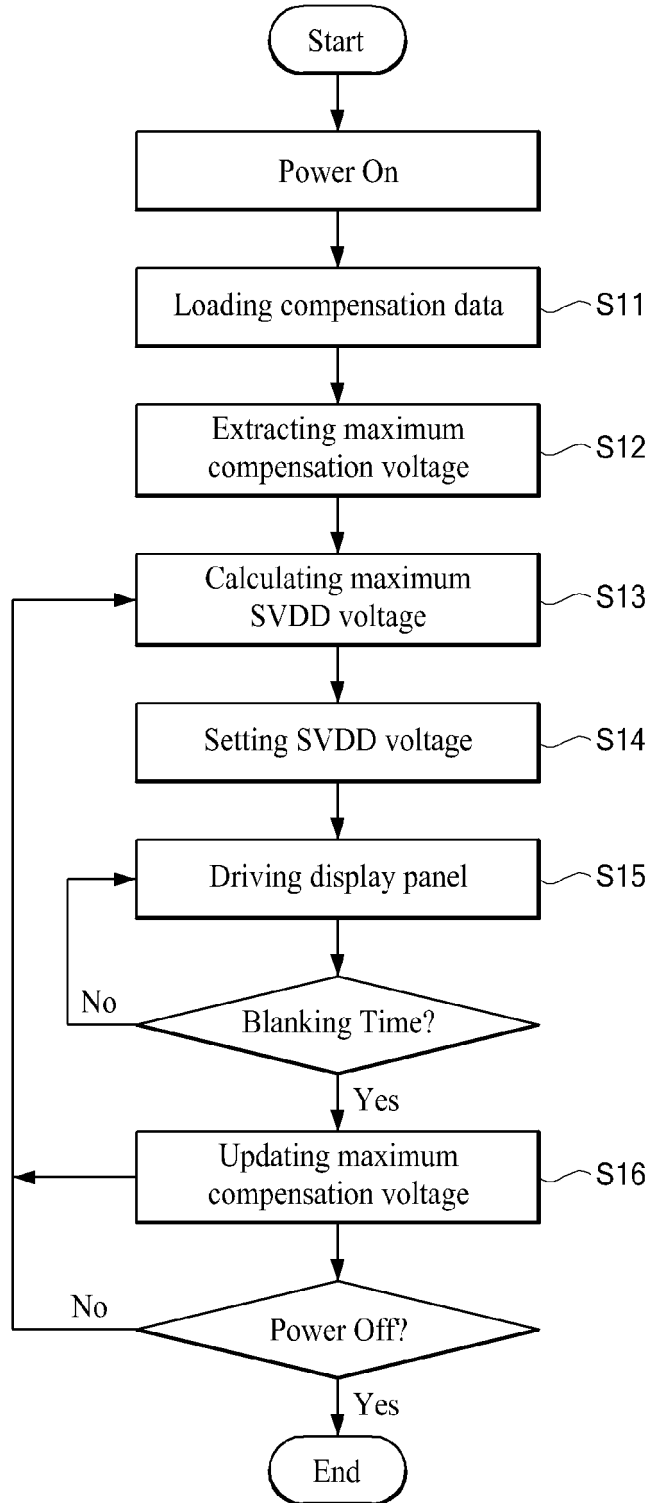 Start
Power On
Loading compensation data
S11
Extracting maximum
compensation voltage
S12
Calculating maximum
SVDD voltage
S13
Setting SVDD voltage
S14
Driving display panel
S15
No
Blanking Time?
Yes
Updating maximum
compensation voltage
S16
No
Power Off?
Yes
End